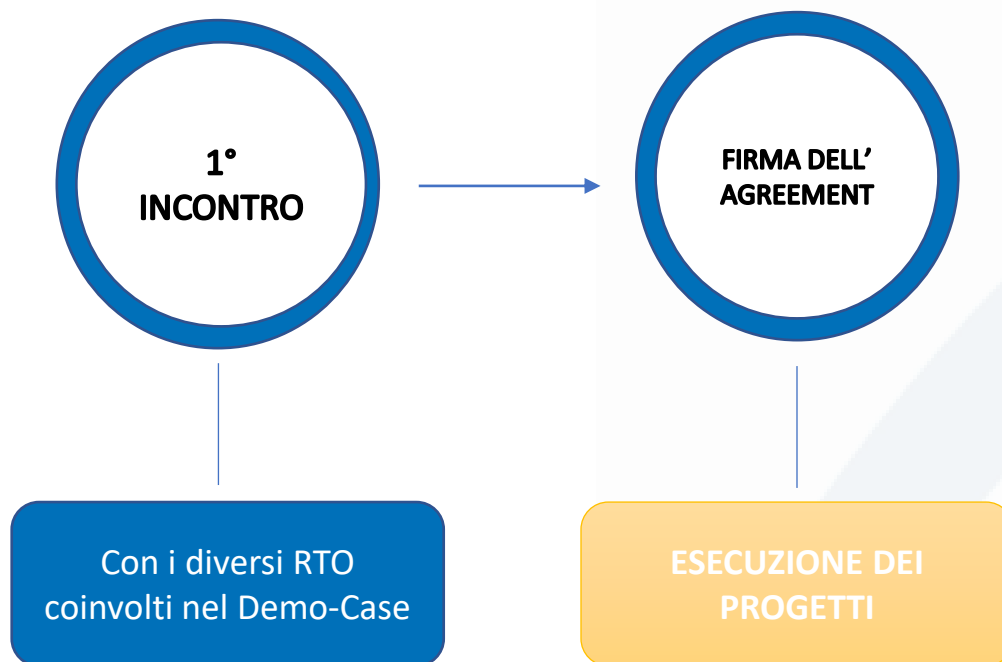 1°
INCONTRO
FIRMA DELL'
AGREEMENT
Con i diversi RTO
coinvolti nel Demo-Case
ESECUZIONE DEI
PROGETTI